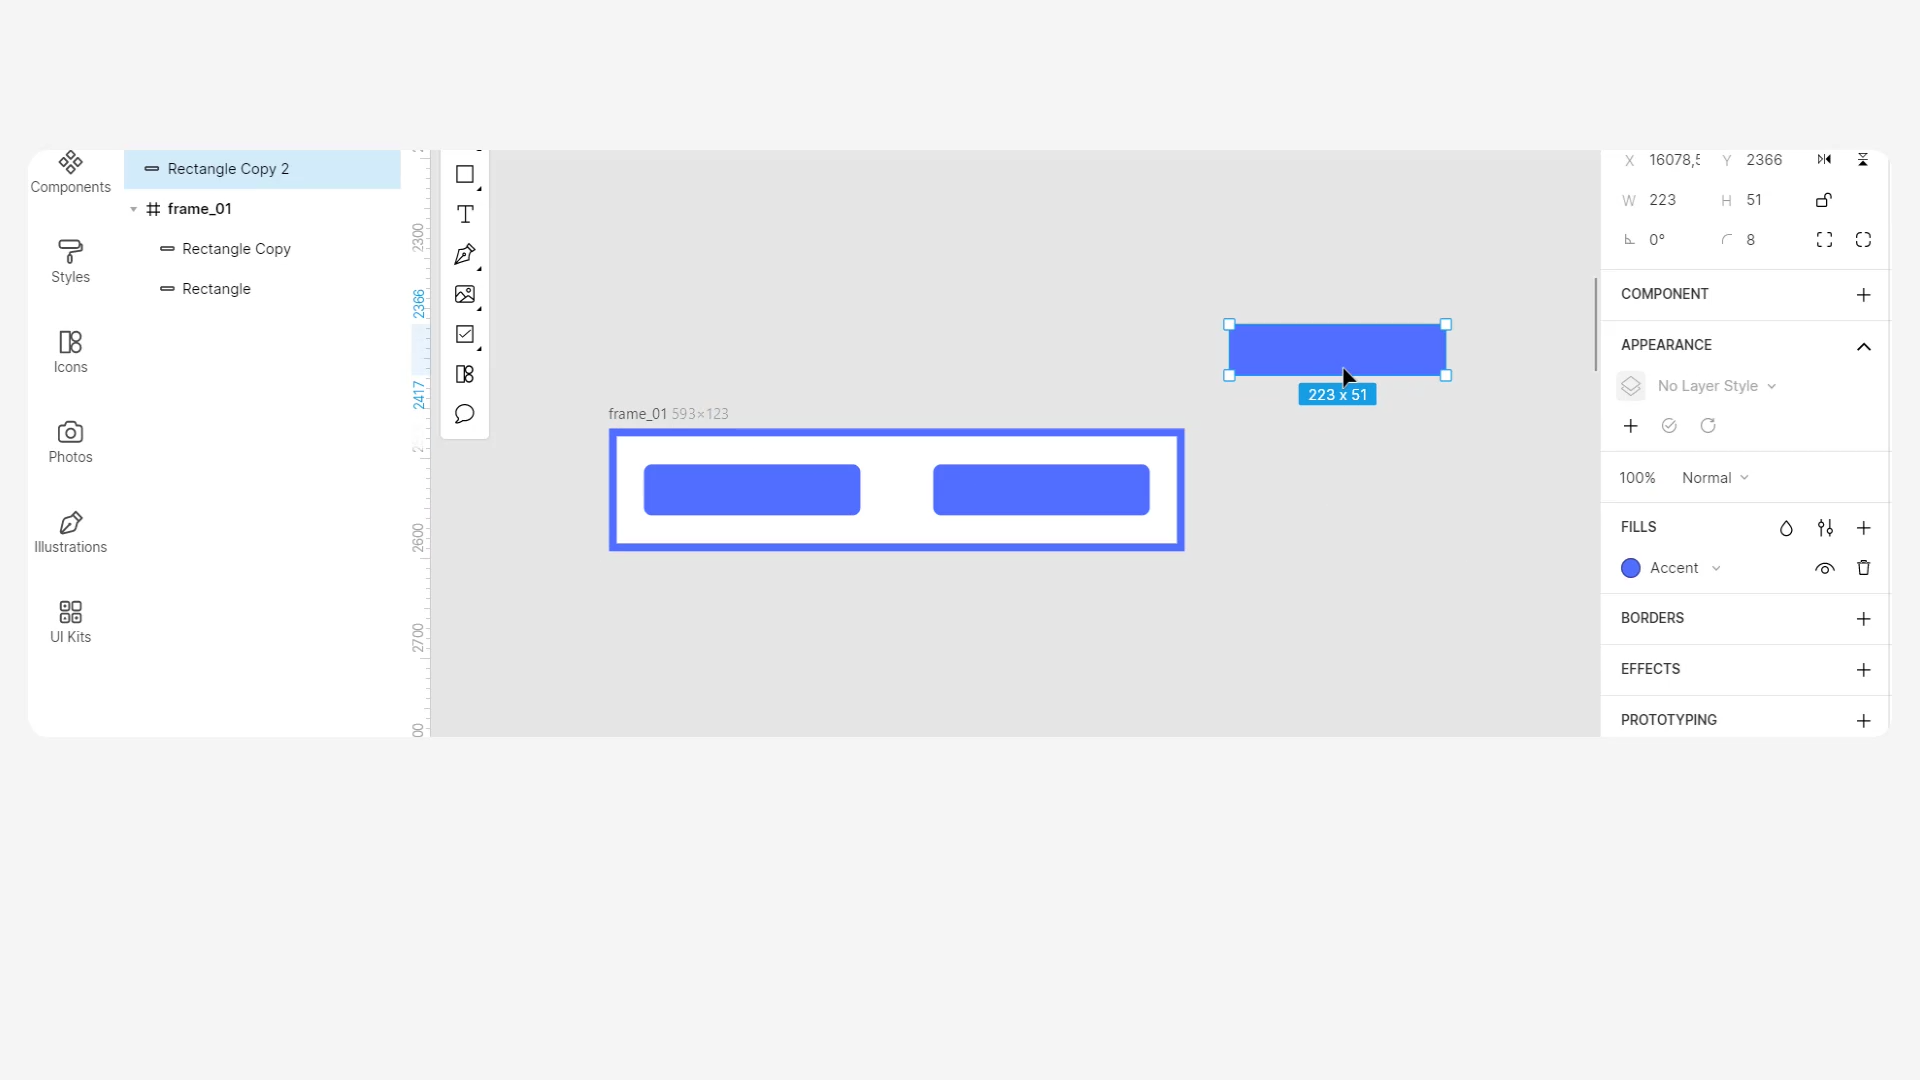 Components
Styles
Icons
Photos
Illustrations
UI Kits
Rectangle Copy 2
frame_01
Rectangle Copy
Rectangle
2300
2366
2417
2600
2700
frame_01 593×123
223 x 51
X 16078,5 Y 2366
W 223 H 51
0° 8
COMPONENT
APPEARANCE
No Layer Style
100% Normal
FILLS
Accent
BORDERS
EFFECTS
PROTOTYPING